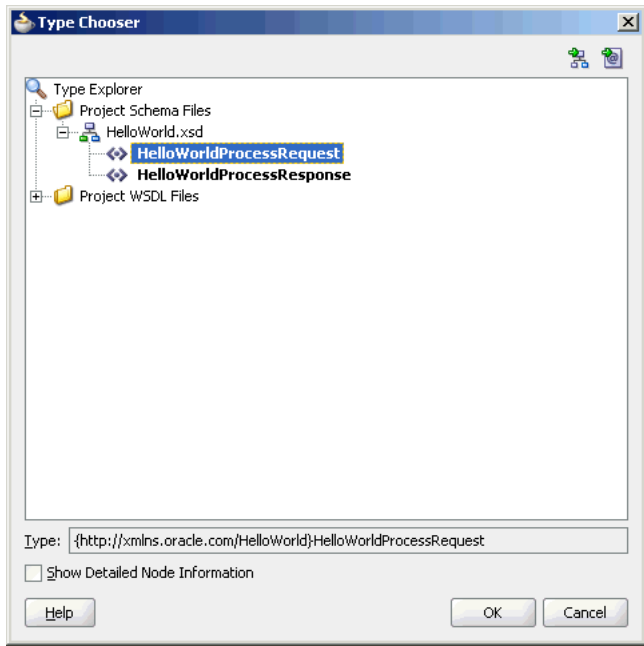 Type Chooser
Type Explorer
Project Schema Files
HelloWorld.xsd
HelloWorldProcessRequest
HelloWorldProcessResponse
Project WSDL Files
Type: {http://xmlns.oracle.com/HelloWorld}HelloWorldProcessRequest
Show Detailed Node Information
Help OK Cancel